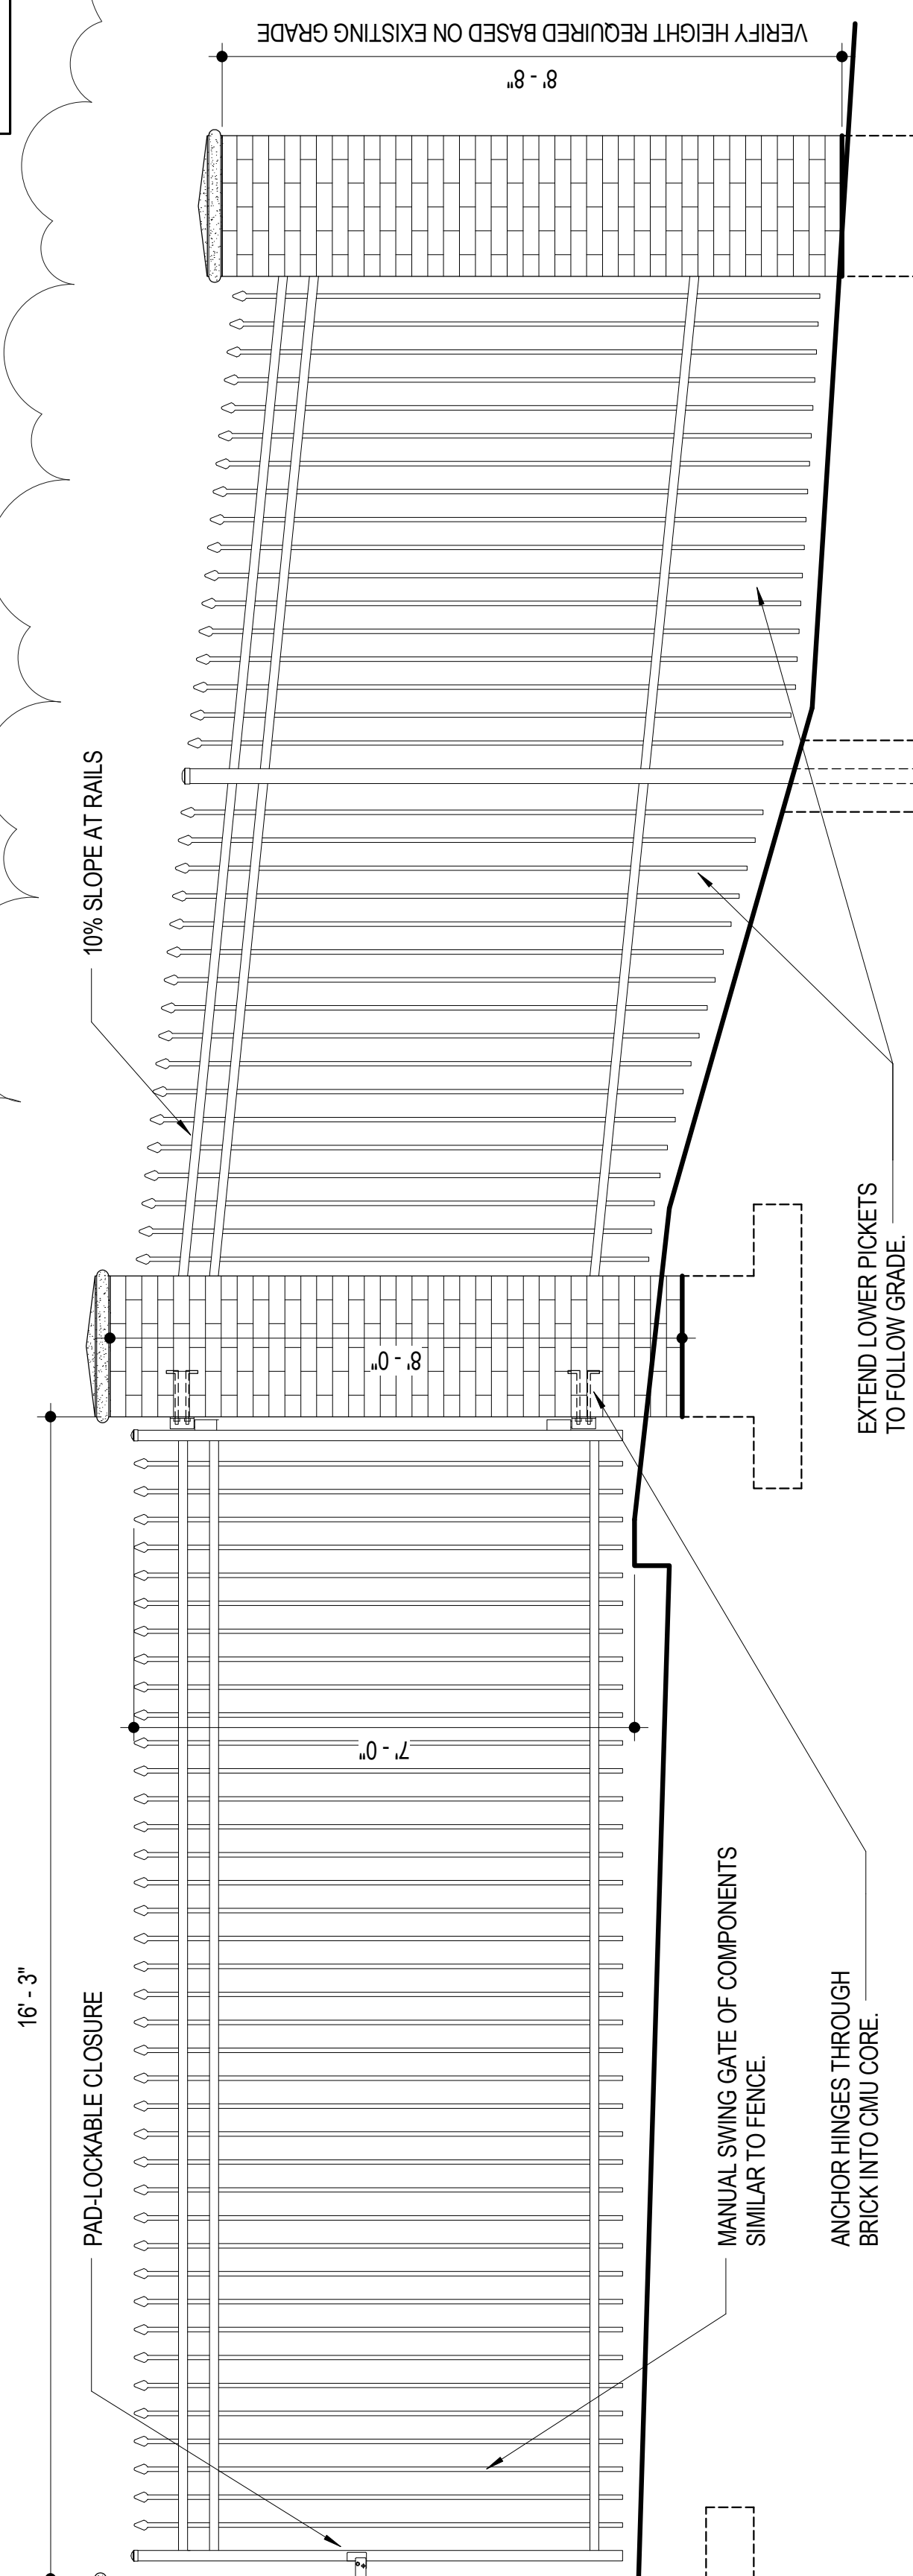 16' - 3"
PAD-LOCKABLE CLOSURE
10% SLOPE AT RAILS
VERIFY HEIGHT REQUIRED BASED ON EXISTING GRADE
8' - 8"
8' - 0"
7' - 0"
MANUAL SWING GATE OF COMPONENTS
SIMILAR TO FENCE.
ANCHOR HINGES THROUGH
BRICK INTO CMU CORE.
EXTEND LOWER PICKETS
TO FOLLOW GRADE.